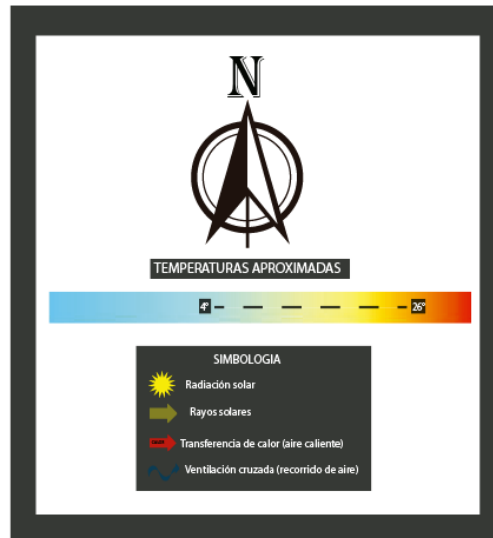 N
TEMPERATURAS APROXIMADAS
4° 26°
SIMBOLOGIA
Radiación solar
Rayos solares
Transferencia de calor (aire caliente)
Ventilación cruzada (recorrido de aire)